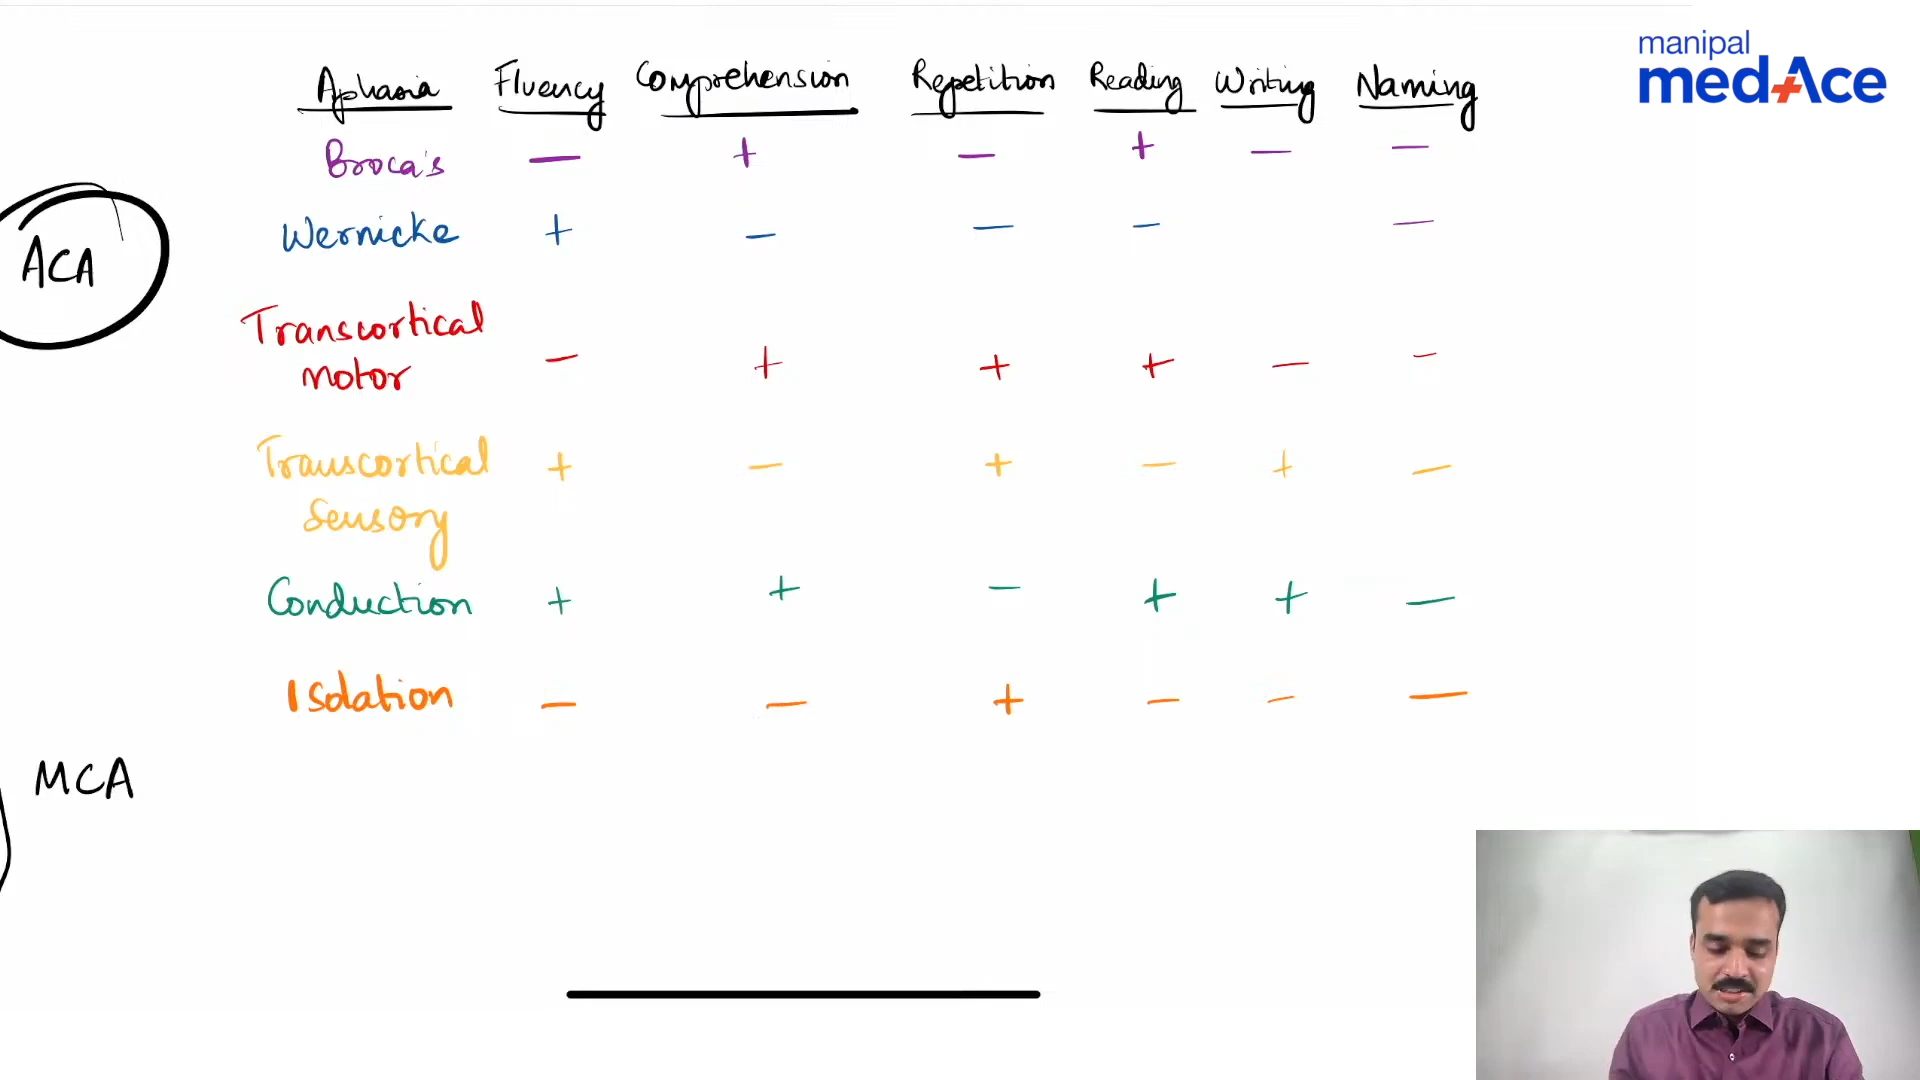 manipal
medAce
Aphasia Fluency Comprehension Repetition Reading Writing Naming
Broca's — + — + — —
Wernicke + — — — —
ACA
Transcortical
motor — + + + — —
Transcortical + — + — + —
Sensory
Conduction + + — + + —
Isolation — — + — — —
MCA